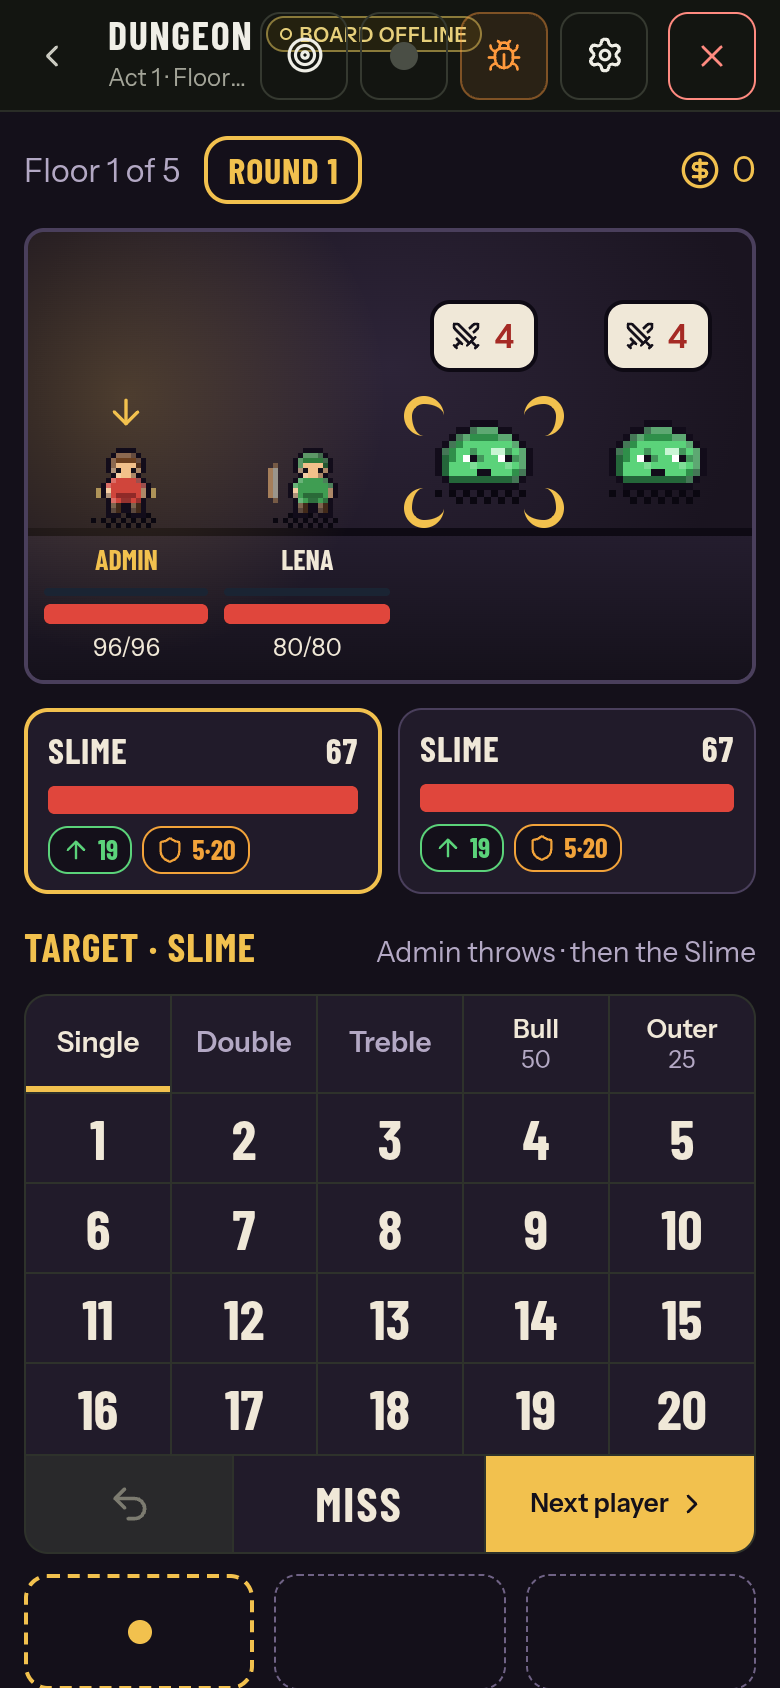 DUNGEON
BOARD OFFLINE
Act 1 · Floor...
Floor 1 of 5
ROUND 1
0
4
4
ADMIN
LENA
96/96
80/80
SLIME
67
19
5·20
SLIME
67
19
5·20
TARGET · SLIME
Admin throws · then the Slime
Single
Double
Treble
Bull
50
Outer
25
1
2
3
4
5
6
7
8
9
10
11
12
13
14
15
16
17
18
19
20
MISS
Next player